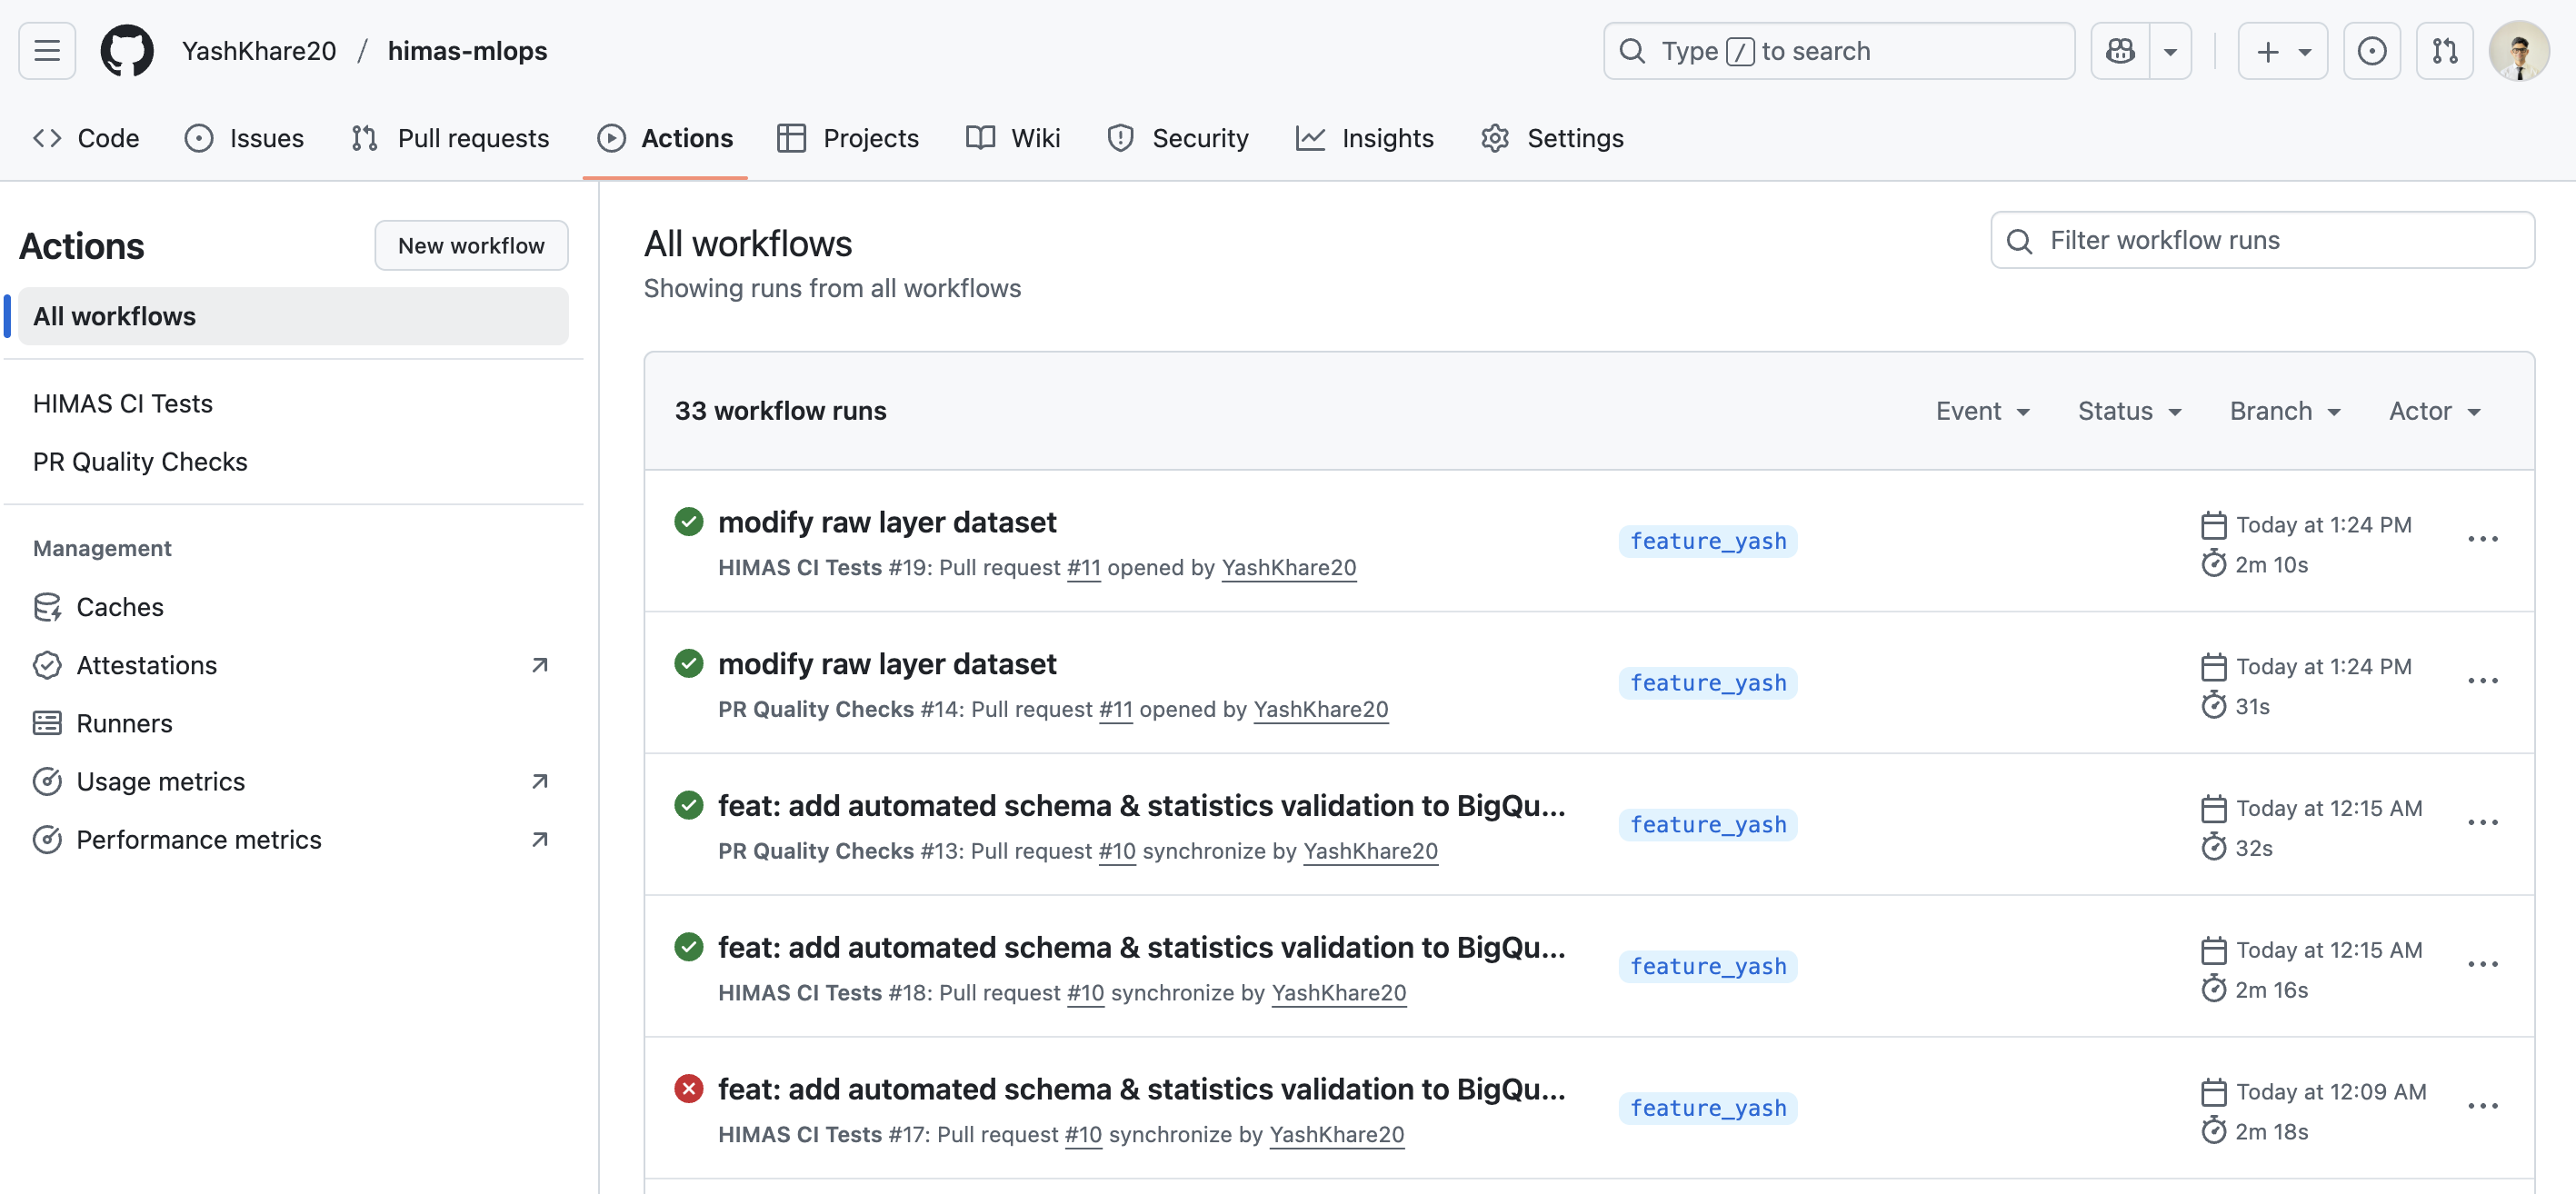 YashKhare20 / himas-mlops
Type / to search
Code
Issues
Pull requests
Actions
Projects
Wiki
Security
Insights
Settings
Actions
New workflow
All workflows
HIMAS CI Tests
PR Quality Checks
Management
Caches
Attestations
Runners
Usage metrics
Performance metrics
All workflows
Showing runs from all workflows
Filter workflow runs
33 workflow runs
Event
Status
Branch
Actor
modify raw layer dataset
HIMAS CI Tests #19: Pull request #11 opened by YashKhare20
feature_yash
Today at 1:24 PM
2m 10s
modify raw layer dataset
PR Quality Checks #14: Pull request #11 opened by YashKhare20
feature_yash
Today at 1:24 PM
31s
feat: add automated schema & statistics validation to BigQu...
PR Quality Checks #13: Pull request #10 synchronize by YashKhare20
feature_yash
Today at 12:15 AM
32s
feat: add automated schema & statistics validation to BigQu...
HIMAS CI Tests #18: Pull request #10 synchronize by YashKhare20
feature_yash
Today at 12:15 AM
2m 16s
feat: add automated schema & statistics validation to BigQu...
HIMAS CI Tests #17: Pull request #10 synchronize by YashKhare20
feature_yash
Today at 12:09 AM
2m 18s